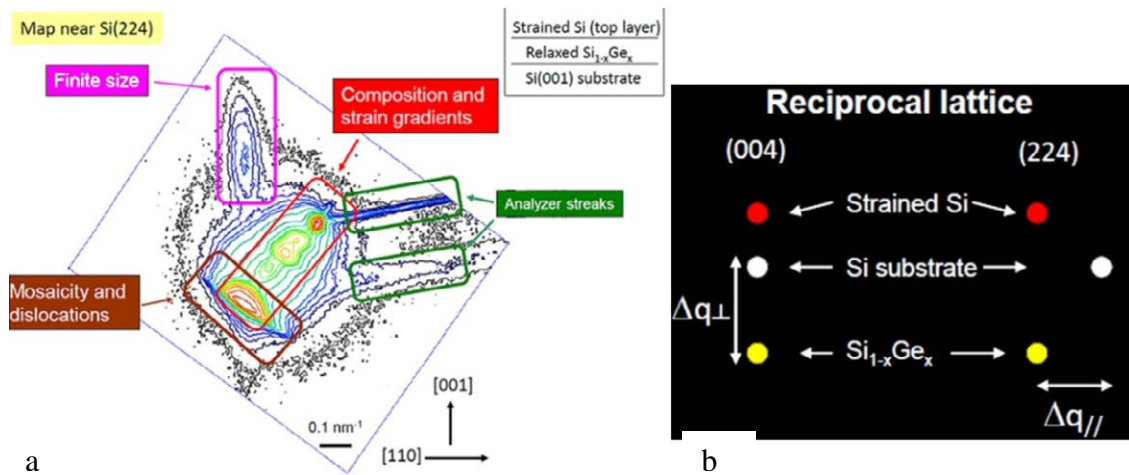 Map near Si(224)
Strained Si (top layer)
Relaxed Si₁₋ₓGeₓ
Si(001) substrate
Finite size
Composition and
strain gradients
Analyzer streaks
Mosaicity and
dislocations
[001]
0.1 nm⁻¹
[110]
a
Reciprocal lattice
(004)
(224)
Strained Si
Si substrate
Δq⊥
Si₁₋ₓGeₓ
Δq//
b